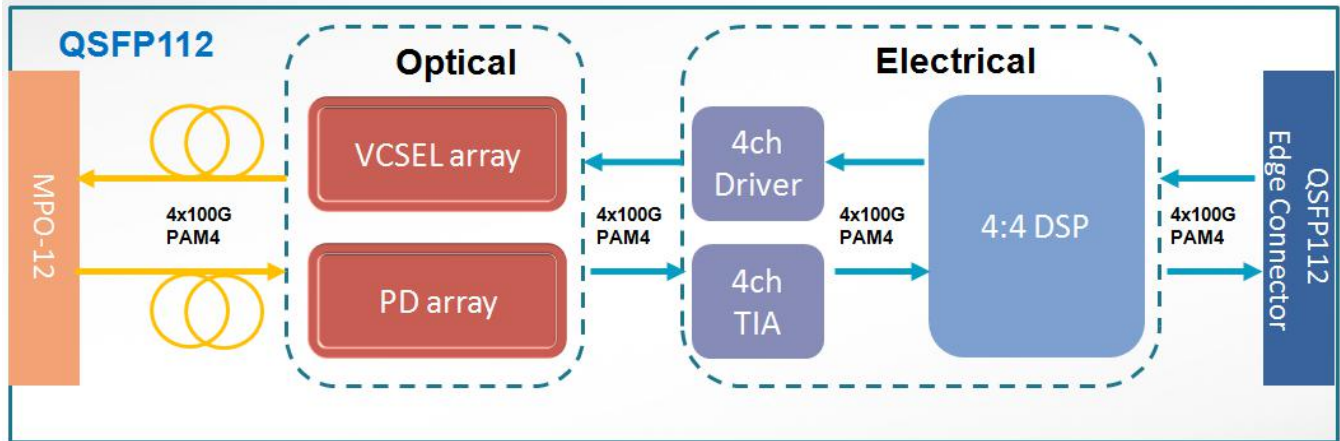 QSFP112
Optical
Electrical
MPO-12
4x100G
PAM4
VCSEL array
PD array
4x100G
PAM4
4ch
Driver
4ch
TIA
4x100G
PAM4
4:4 DSP
4x100G
PAM4
QSFP112
Edge Connector